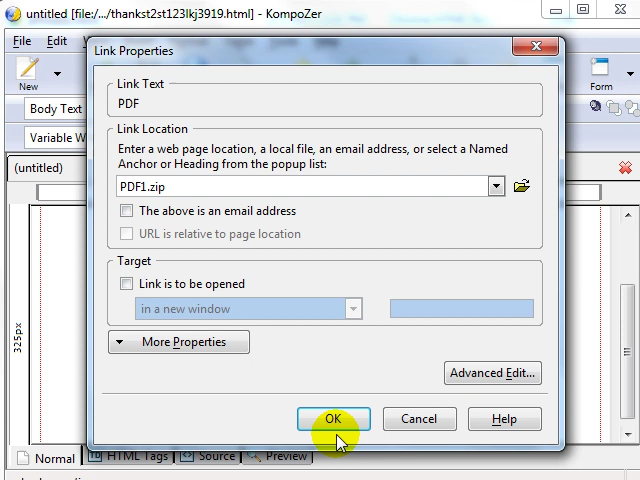 untitled [file:/.../thankst2st123lkj3919.html] - KompoZer
File Edit
Link Properties
New
Form
Body Text
Variable W
(untitled)
Link Text
PDF
Link Location
Enter a web page location, a local file, an email address, or select a Named
Anchor or Heading from the popup list:
PDF1.zip
The above is an email address
URL is relative to page location
Target
Link is to be opened
in a new window
More Properties
Advanced Edit...
OK Cancel Help
325px
Normal HTML Tags Source Preview